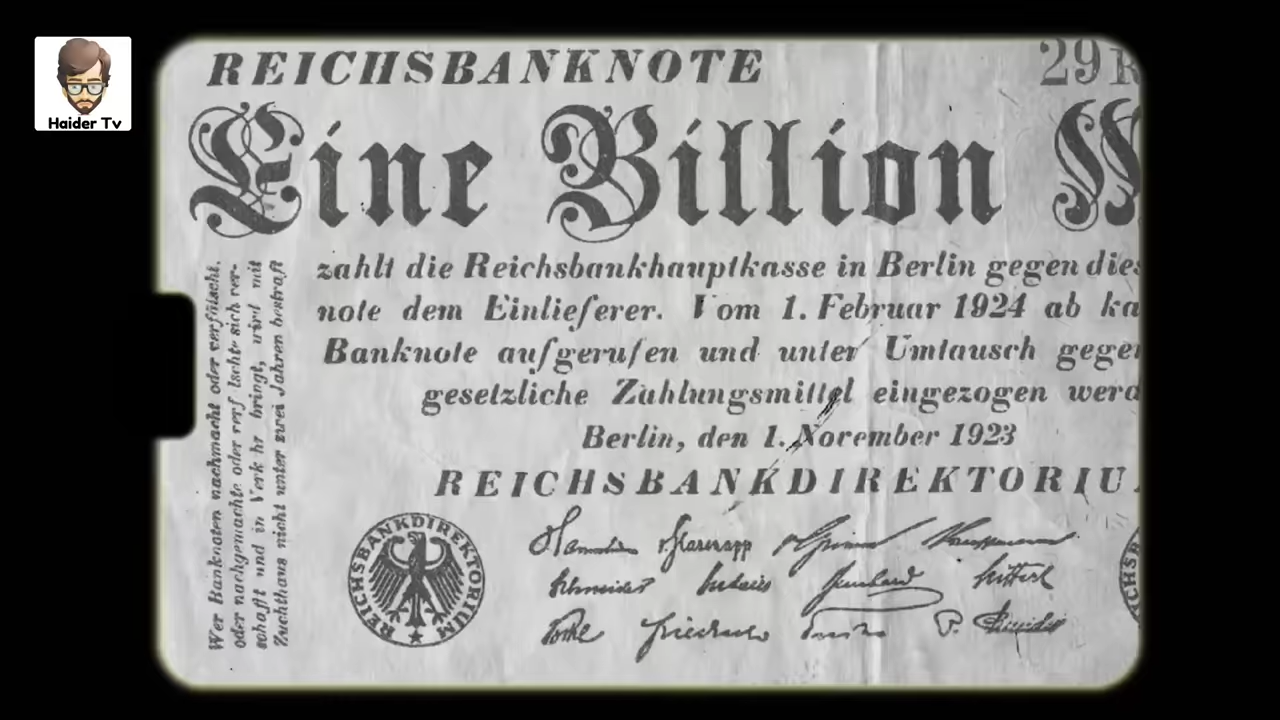 Haider Tv
REICHSBANKNOTE
29R
Eine Billion M
zahlt die Reichsbankhauptkasse in Berlin gegen dies
note dem Einlieferer. Vom 1. Februar 1924 ab ka
Banknote aufgerufen und unter Umtausch gegen
gesetzliche Zahlungsmittel eingezogen werd
Berlin, den 1. November 1923
REICHSBANKDIREKTORIU
Wer Banknoten nachmacht oder verfälscht,
oder nachgemachte oder verfälschte sich ver-
schafft und in Verkehr bringt, wird mit
Zuchthaus nicht unter zwei Jahren bestraft
REICHSBANKDIREKTORIUM
REICHSB